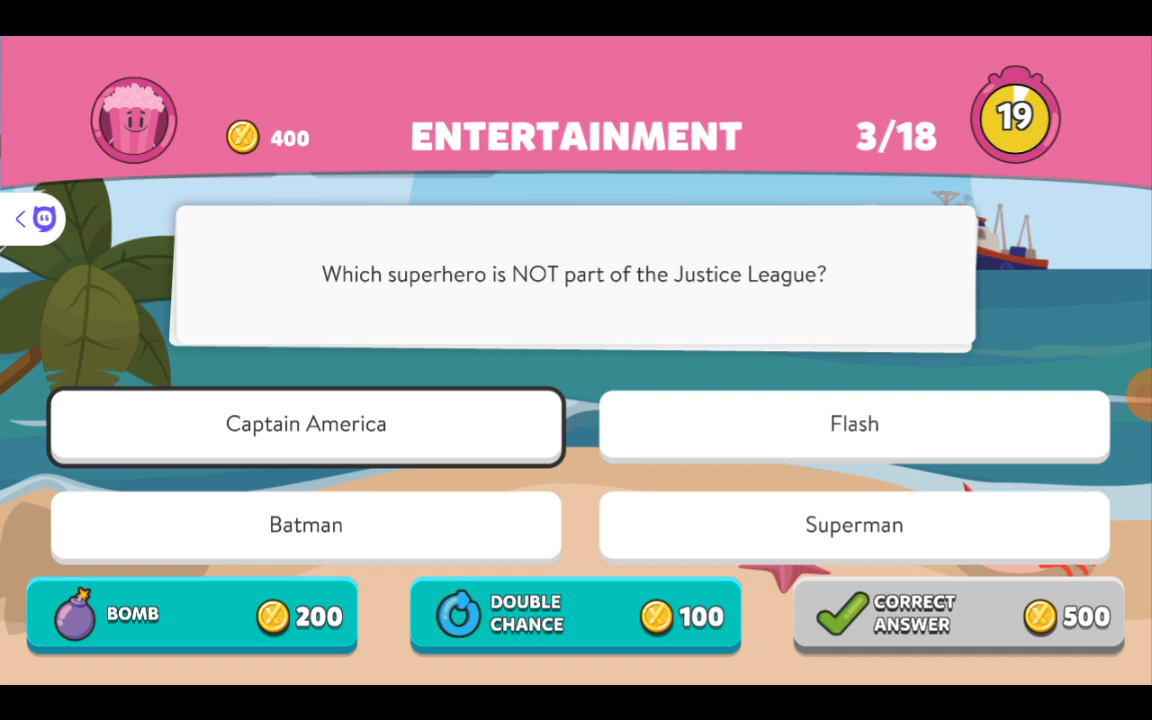 400
ENTERTAINMENT
3/18
19
Which superhero is NOT part of the Justice League?
Captain America
Flash
Batman
Superman
BOMB
200
DOUBLE
CHANCE
100
CORRECT
ANSWER
500